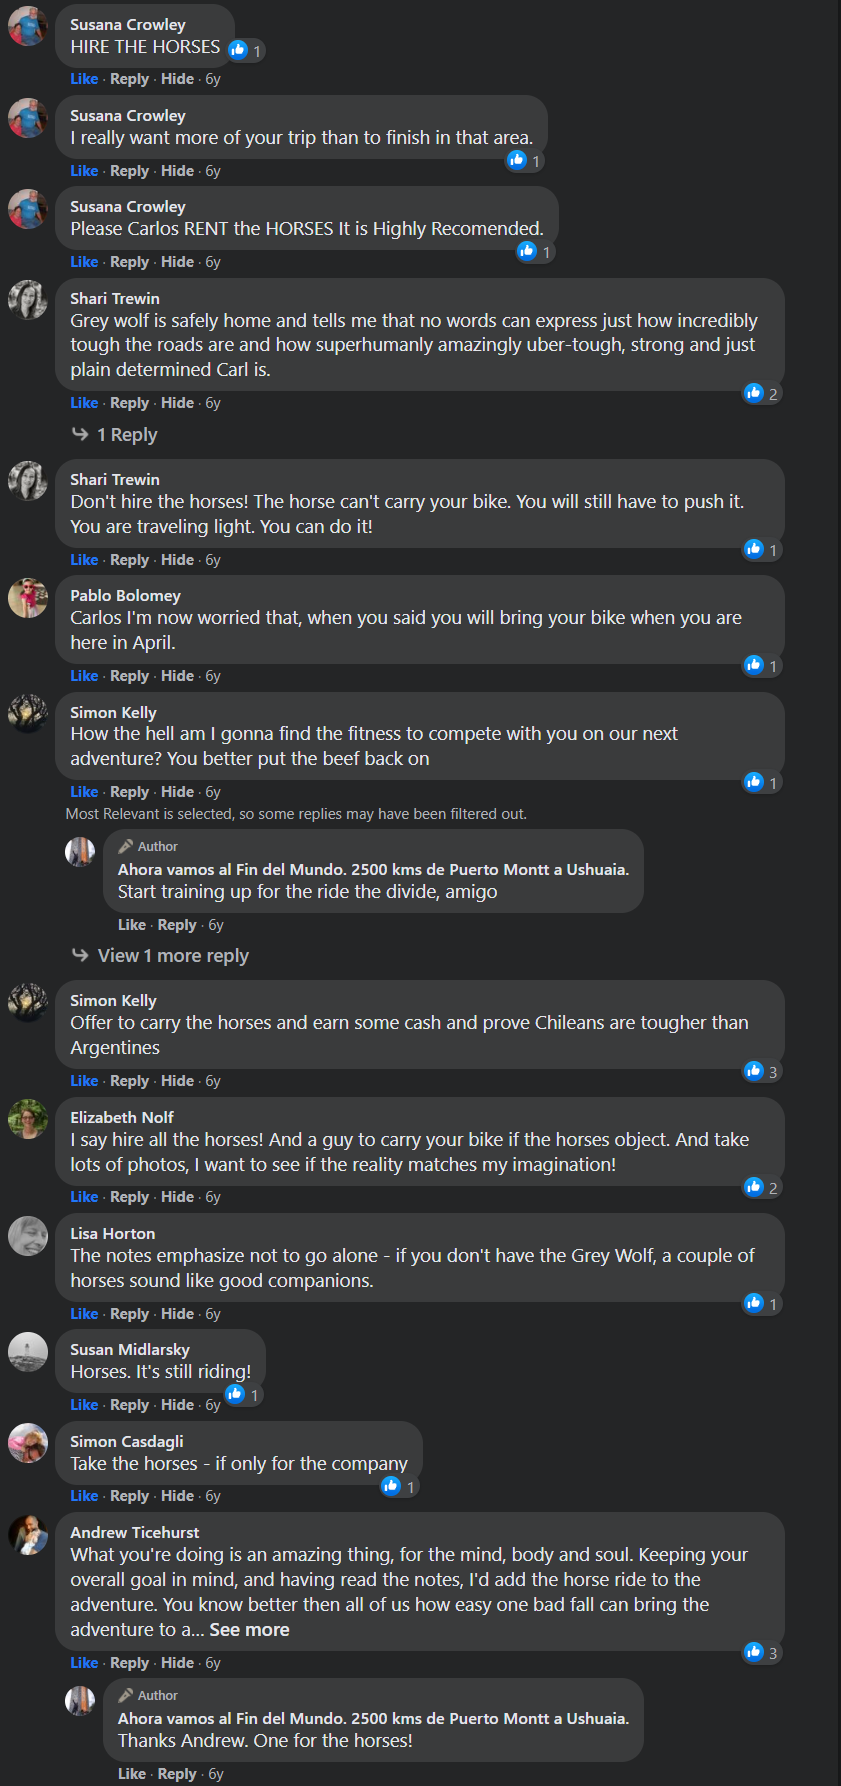 Susana Crowley
HIRE THE HORSES
1
Like · Reply · Hide · 6y
Susana Crowley
I really want more of your trip than to finish in that area.
1
Like · Reply · Hide · 6y
Susana Crowley
Please Carlos RENT the HORSES It is Highly Recomended.
1
Like · Reply · Hide · 6y
Shari Trewin
Grey wolf is safely home and tells me that no words can express just how incredibly
tough the roads are and how superhumanly amazingly uber-tough, strong and just
plain determined Carl is.
2
Like · Reply · Hide · 6y
1 Reply
Shari Trewin
Don't hire the horses! The horse can't carry your bike. You will still have to push it.
You are traveling light. You can do it!
1
Like · Reply · Hide · 6y
Pablo Bolomey
Carlos I'm now worried that, when you said you will bring your bike when you are
here in April.
1
Like · Reply · Hide · 6y
Simon Kelly
How the hell am I gonna find the fitness to compete with you on our next
adventure? You better put the beef back on
1
Like · Reply · Hide · 6y
Most Relevant is selected, so some replies may have been filtered out.
Author
Ahora vamos al Fin del Mundo. 2500 kms de Puerto Montt a Ushuaia.
Start training up for the ride the divide, amigo
Like · Reply · 6y
View 1 more reply
Simon Kelly
Offer to carry the horses and earn some cash and prove Chileans are tougher than
Argentines
3
Like · Reply · Hide · 6y
Elizabeth Nolf
I say hire all the horses! And a guy to carry your bike if the horses object. And take
lots of photos, I want to see if the reality matches my imagination!
2
Like · Reply · Hide · 6y
Lisa Horton
The notes emphasize not to go alone - if you don't have the Grey Wolf, a couple of
horses sound like good companions.
1
Like · Reply · Hide · 6y
Susan Midlarsky
Horses. It's still riding!
1
Like · Reply · Hide · 6y
Simon Casdagli
Take the horses - if only for the company
1
Like · Reply · Hide · 6y
Andrew Ticehurst
What you're doing is an amazing thing, for the mind, body and soul. Keeping your
overall goal in mind, and having read the notes, I'd add the horse ride to the
adventure. You know better then all of us how easy one bad fall can bring the
adventure to a... See more
3
Like · Reply · Hide · 6y
Author
Ahora vamos al Fin del Mundo. 2500 kms de Puerto Montt a Ushuaia.
Thanks Andrew. One for the horses!
Like · Reply · 6y